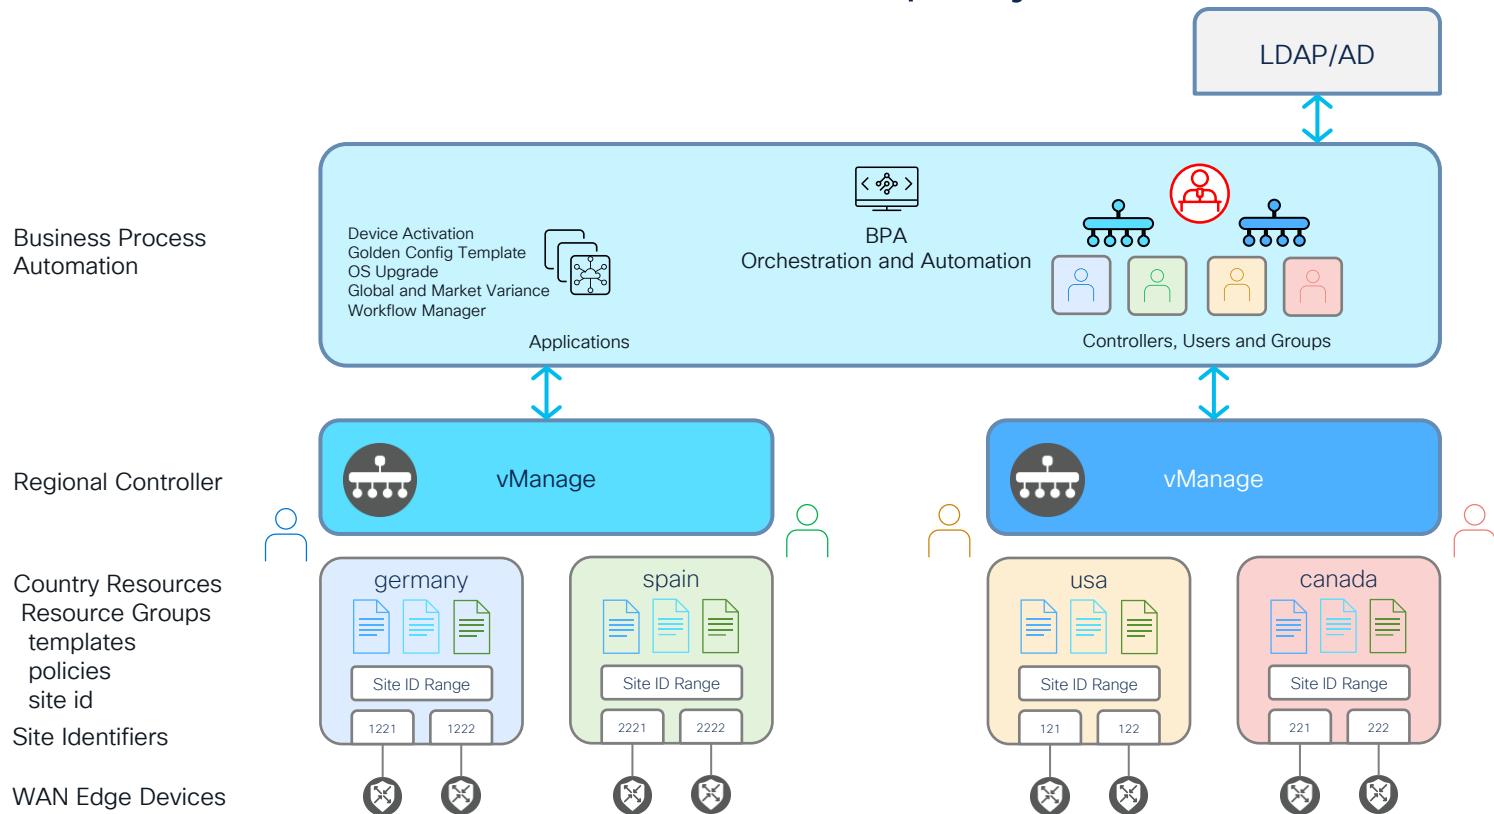 LDAP/AD
Business Process
Automation
Device Activation
Golden Config Template
OS Upgrade
Global and Market Variance
Workflow Manager
Applications
BPA
Orchestration and Automation
Controllers, Users and Groups
Regional Controller
vManage
vManage
Country Resources
Resource Groups
templates
policies
site id
germany
spain
usa
canada
Site ID Range
Site ID Range
Site ID Range
Site ID Range
Site Identifiers
1221
1222
2221
2222
121
122
221
222
WAN Edge Devices